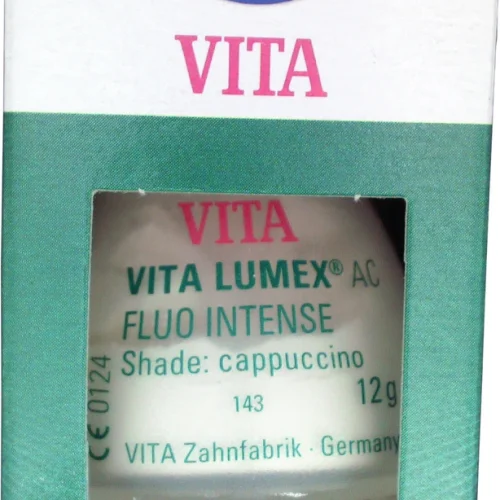 VITA
VITA
VITA LUMEX® AC
FLUO INTENSE
Shade: cappuccino
143
12g
VITA Zahnfabrik · Germany
CE 0124